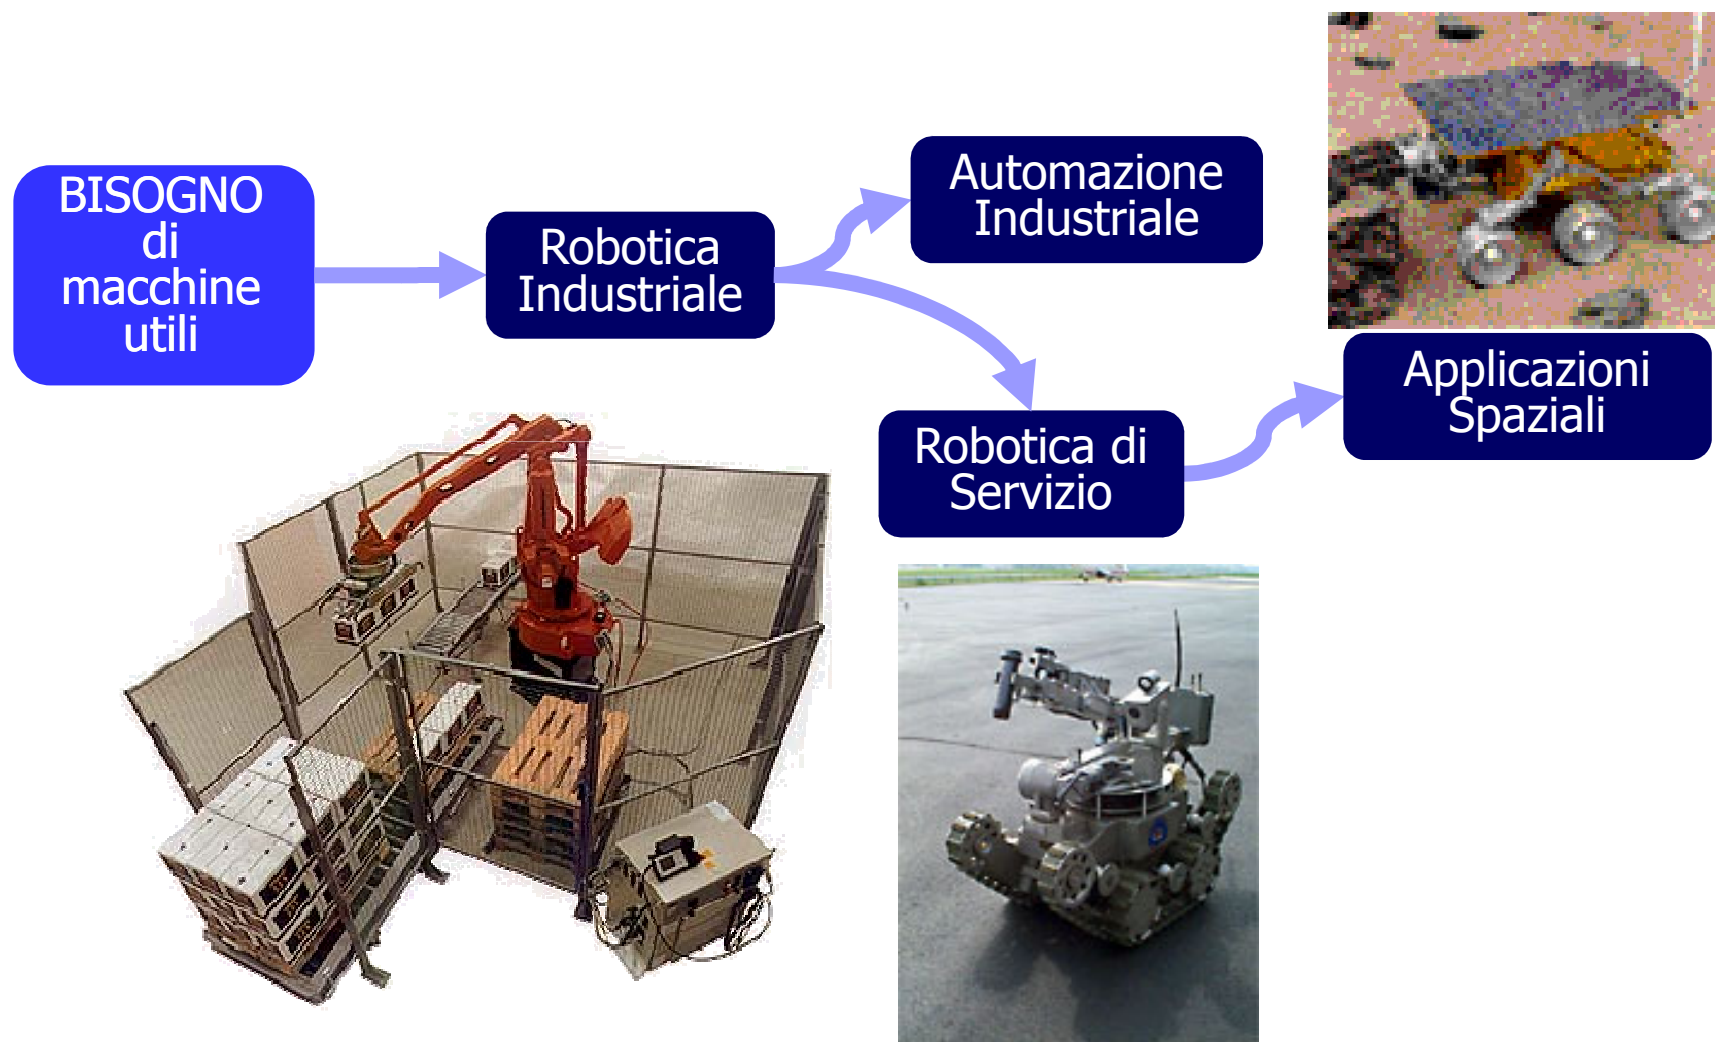 BISOGNO
di
macchine
utili
Robotica
Industriale
Automazione
Industriale
Robotica di
Servizio
Applicazioni
Spaziali